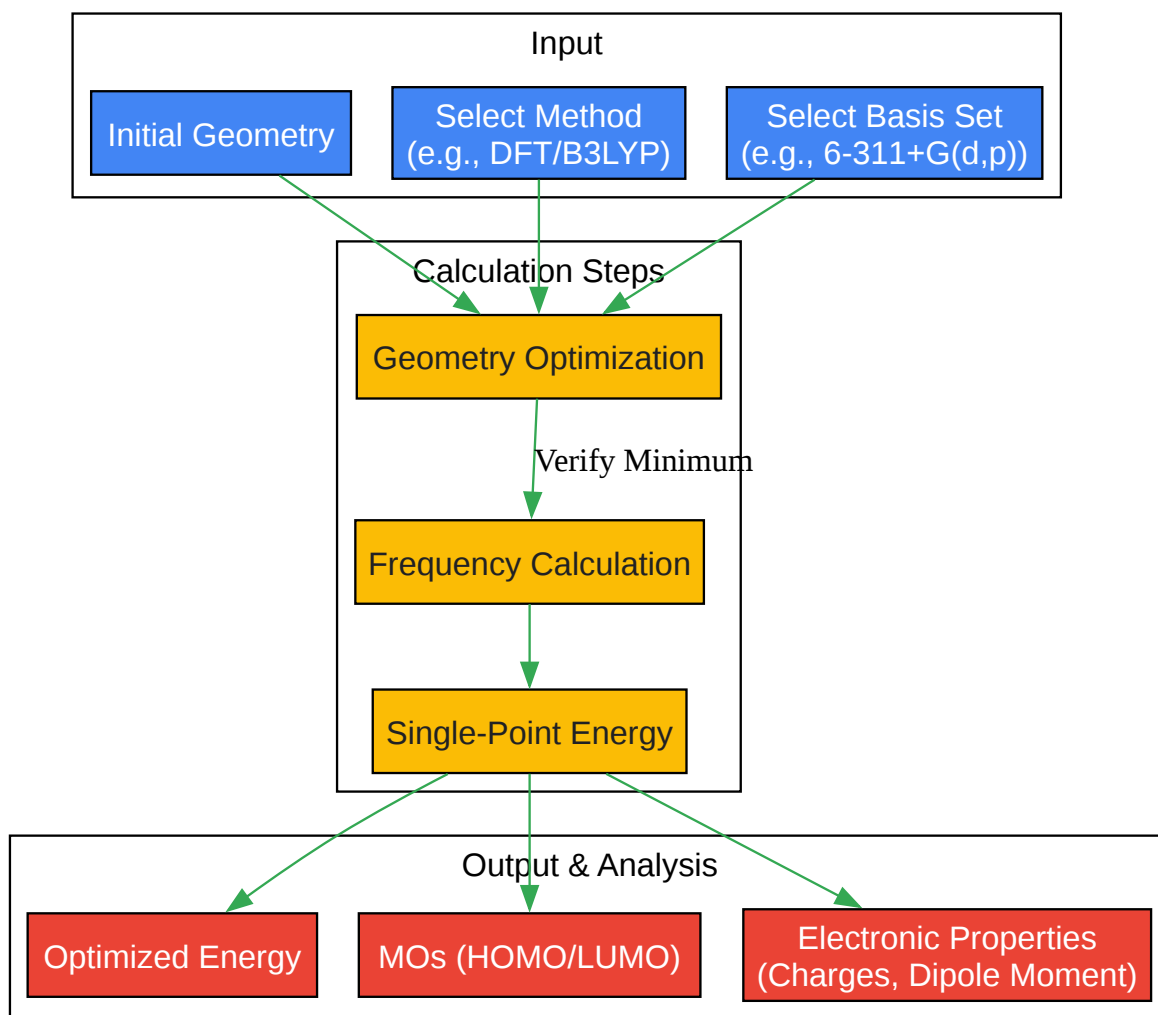 Input
Initial Geometry
Select Method
(e.g., DFT/B3LYP)
Select Basis Set
(e.g., 6-311+G(d,p))
Calculation Steps
Geometry Optimization
Verify Minimum
Frequency Calculation
Single-Point Energy
Output & Analysis
Optimized Energy
MOs (HOMO/LUMO)
Electronic Properties
(Charges, Dipole Moment)